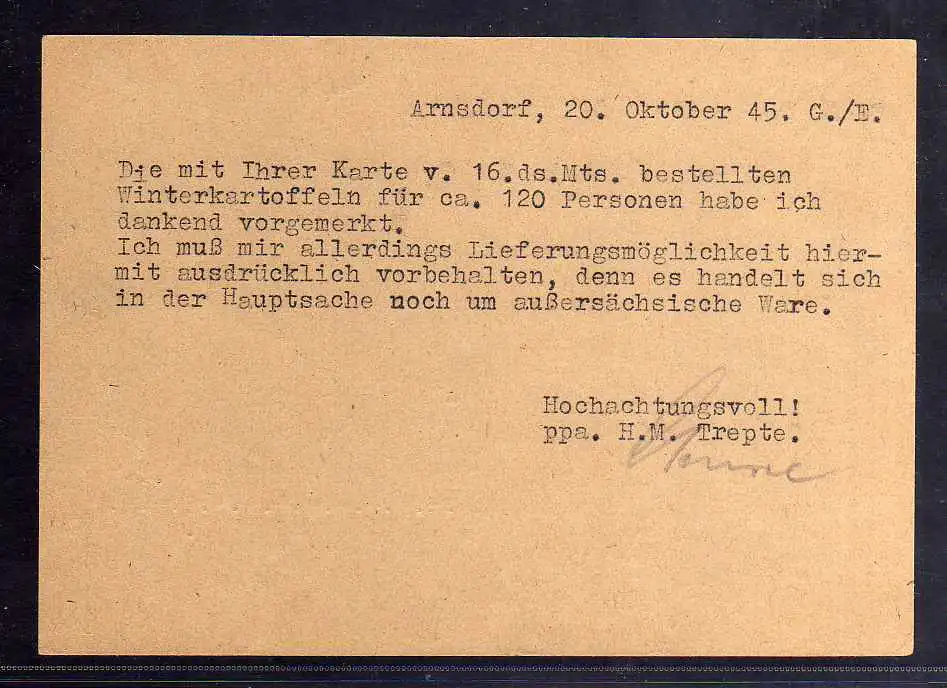 Arnsdorf, 20. Oktober 45. G./E.
Die mit Ihrer Karte v. 16.ds.Mts. bestellten
Winterkartoffeln für ca. 120 Personen habe ich
dankend vorgemerkt.
Ich muß mir allerdings Lieferungsmöglichkeit hier-
mit ausdrücklich vorbehalten, denn es handelt sich
in der Hauptsache noch um außersächsische Ware.
Hochachtungsvoll!
ppa. H.M. Trepte.